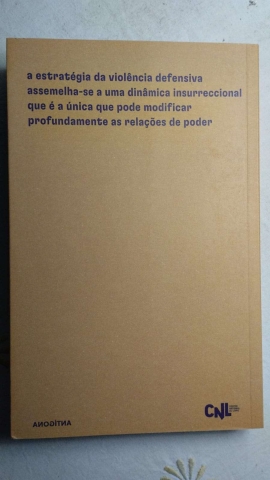 a estratégia da violência defensiva
assemelha-se a uma dinâmica insurreccional
que é a única que pode modificar
profundamente as relações de poder
CNL
ANTÍGONA